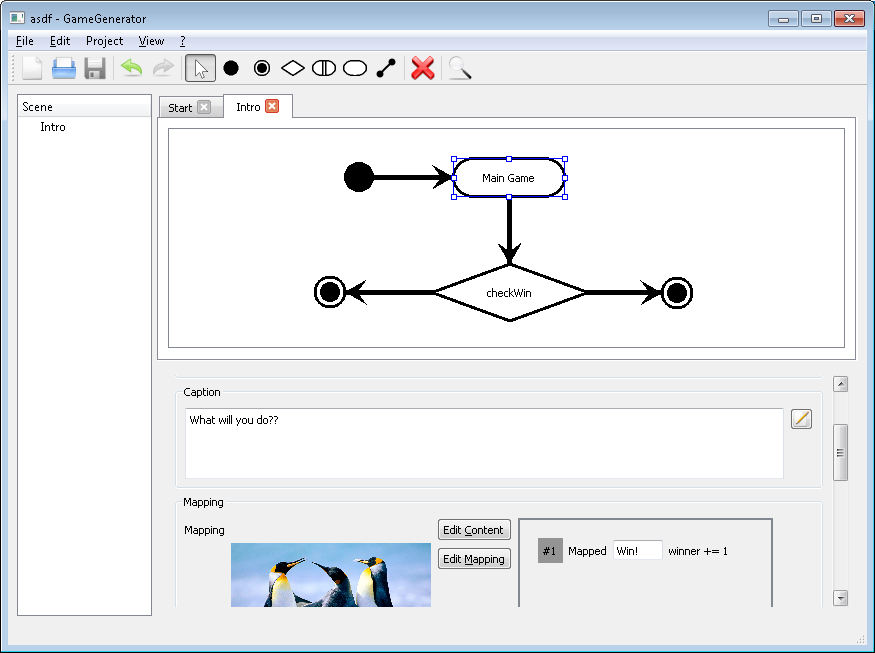 asdf - GameGenerator
File Edit Project View ?
Scene
Intro
Start Intro
Main Game
checkWin
Caption
What will you do??
Mapping
Mapping
Edit Content
Edit Mapping
#1 Mapped Win! winner += 1